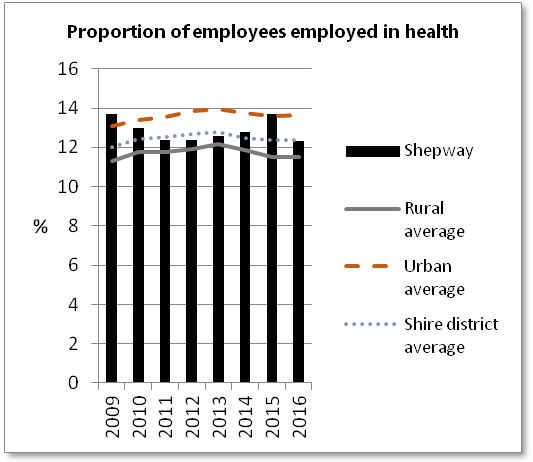 Proportion of employees employed in health
16
14
12
10
8
6
4
2
0
%
2009
2010
2011
2012
2013
2014
2015
2016
Shepway
Rural
average
Urban
average
Shire district
average